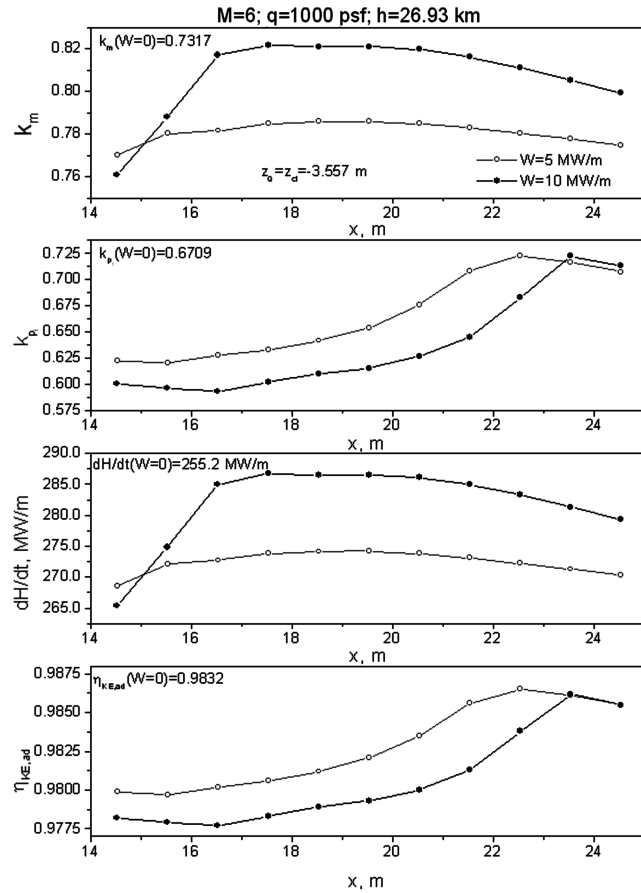 M=6; q=1000 psf; h=26.93 km
k_m(W=0)=0.7317
0.82
0.80
0.78
0.76
k_m
z_q=z_cl=-3.557 m
W=5 MW/m
W=10 MW/m
14 16 18 20 22 24
x, m
k_pi(W=0)=0.6709
0.725
0.700
0.675
0.650
0.625
0.600
0.575
k_pi
14 16 18 20 22 24
x, m
dH/dt(W=0)=255.2 MW/m
290.0
285.0
280.0
275.0
270.0
265.0
dH/dt, MW/m
14 16 18 20 22 24
x, m
η_KE,ad(W=0)=0.9832
0.9875
0.9850
0.9825
0.9800
0.9775
η_KE,ad
14 16 18 20 22 24
x, m